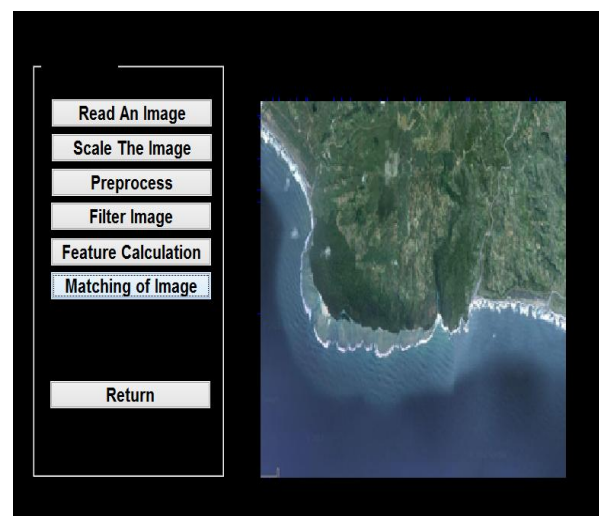 Read An Image
Scale The Image
Preprocess
Filter Image
Feature Calculation
Matching of Image
Return